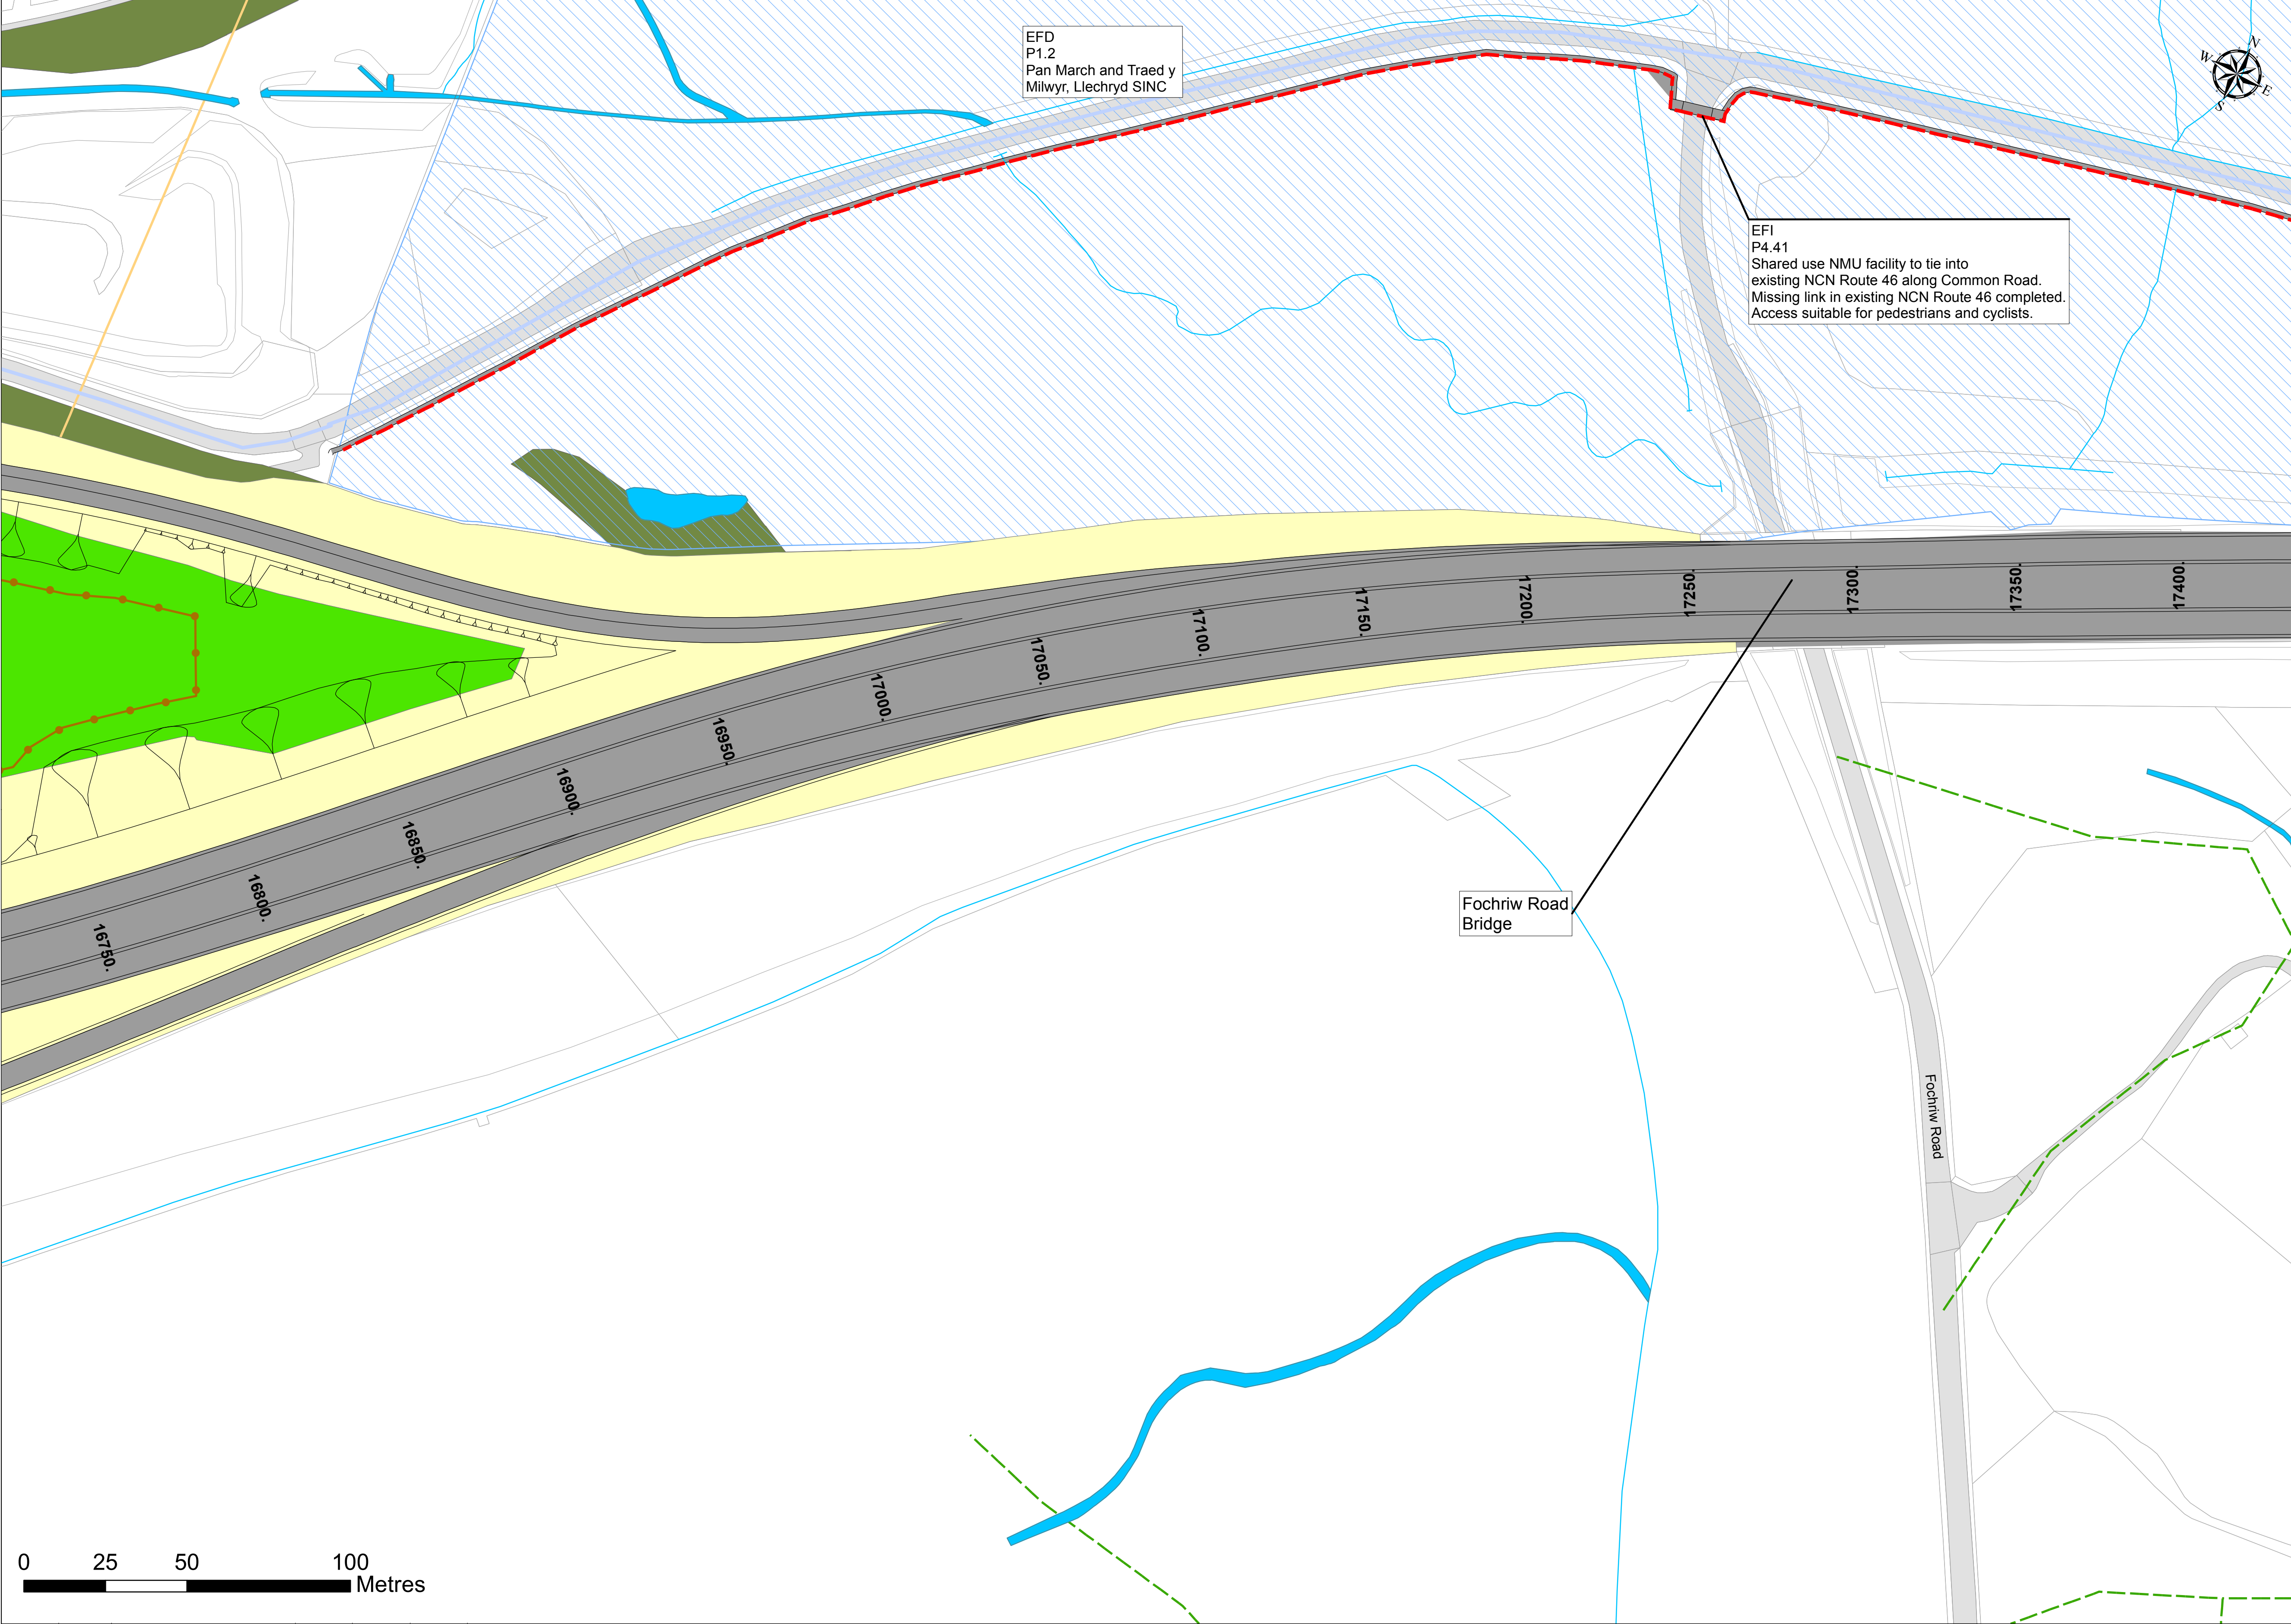 EFD
P1.2
Pan March and Traed y
Milwyr, Llechryd SINC
N
W
E
S
EFI
P4.41
Shared use NMU facility to tie into
existing NCN Route 46 along Common Road.
Missing link in existing NCN Route 46 completed.
Access suitable for pedestrians and cyclists.
16750.
16800.
16850.
16900.
16950.
17000.
17050.
17100.
17150.
17200.
17250.
17300.
17350.
17400.
Fochriw Road
Bridge
Fochriw Road
0 25 50 100
Metres